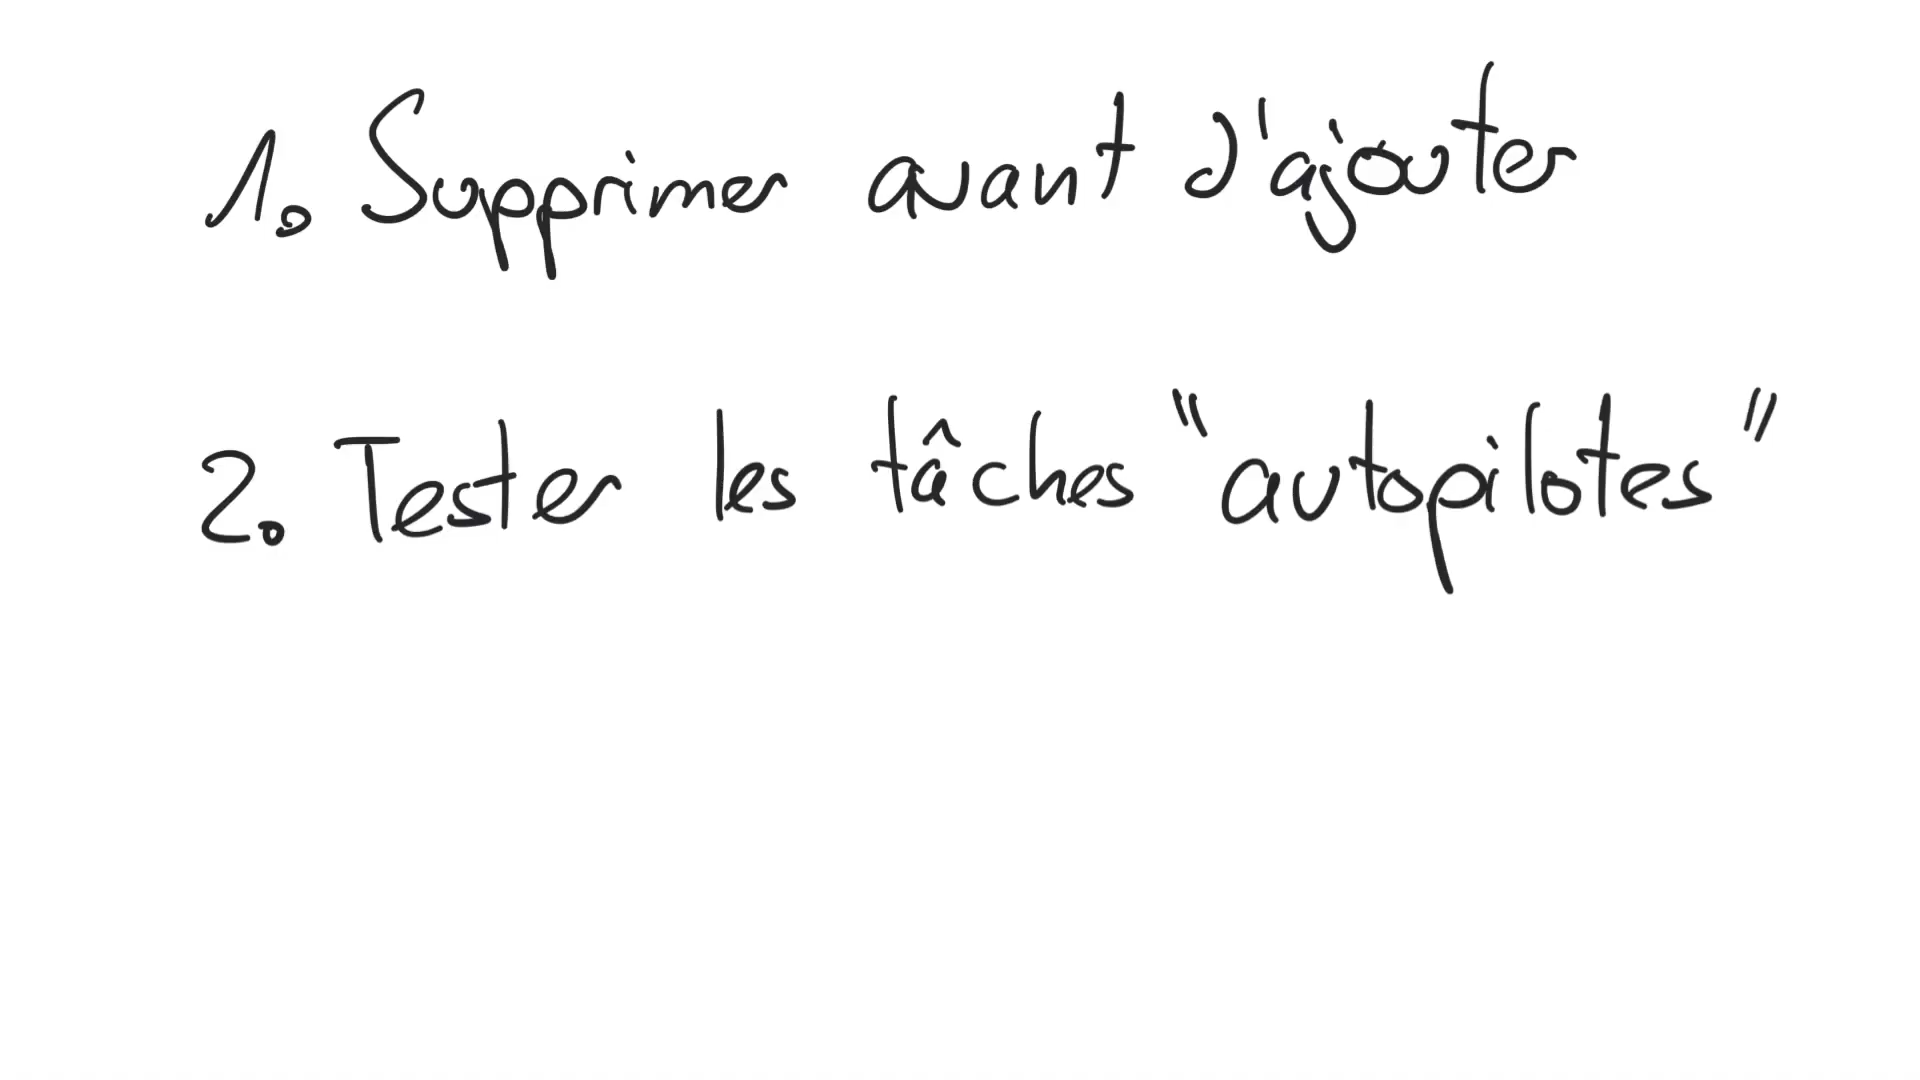 1. Supprimer avant d'ajouter
2. Tester les tâches "autopilotes"